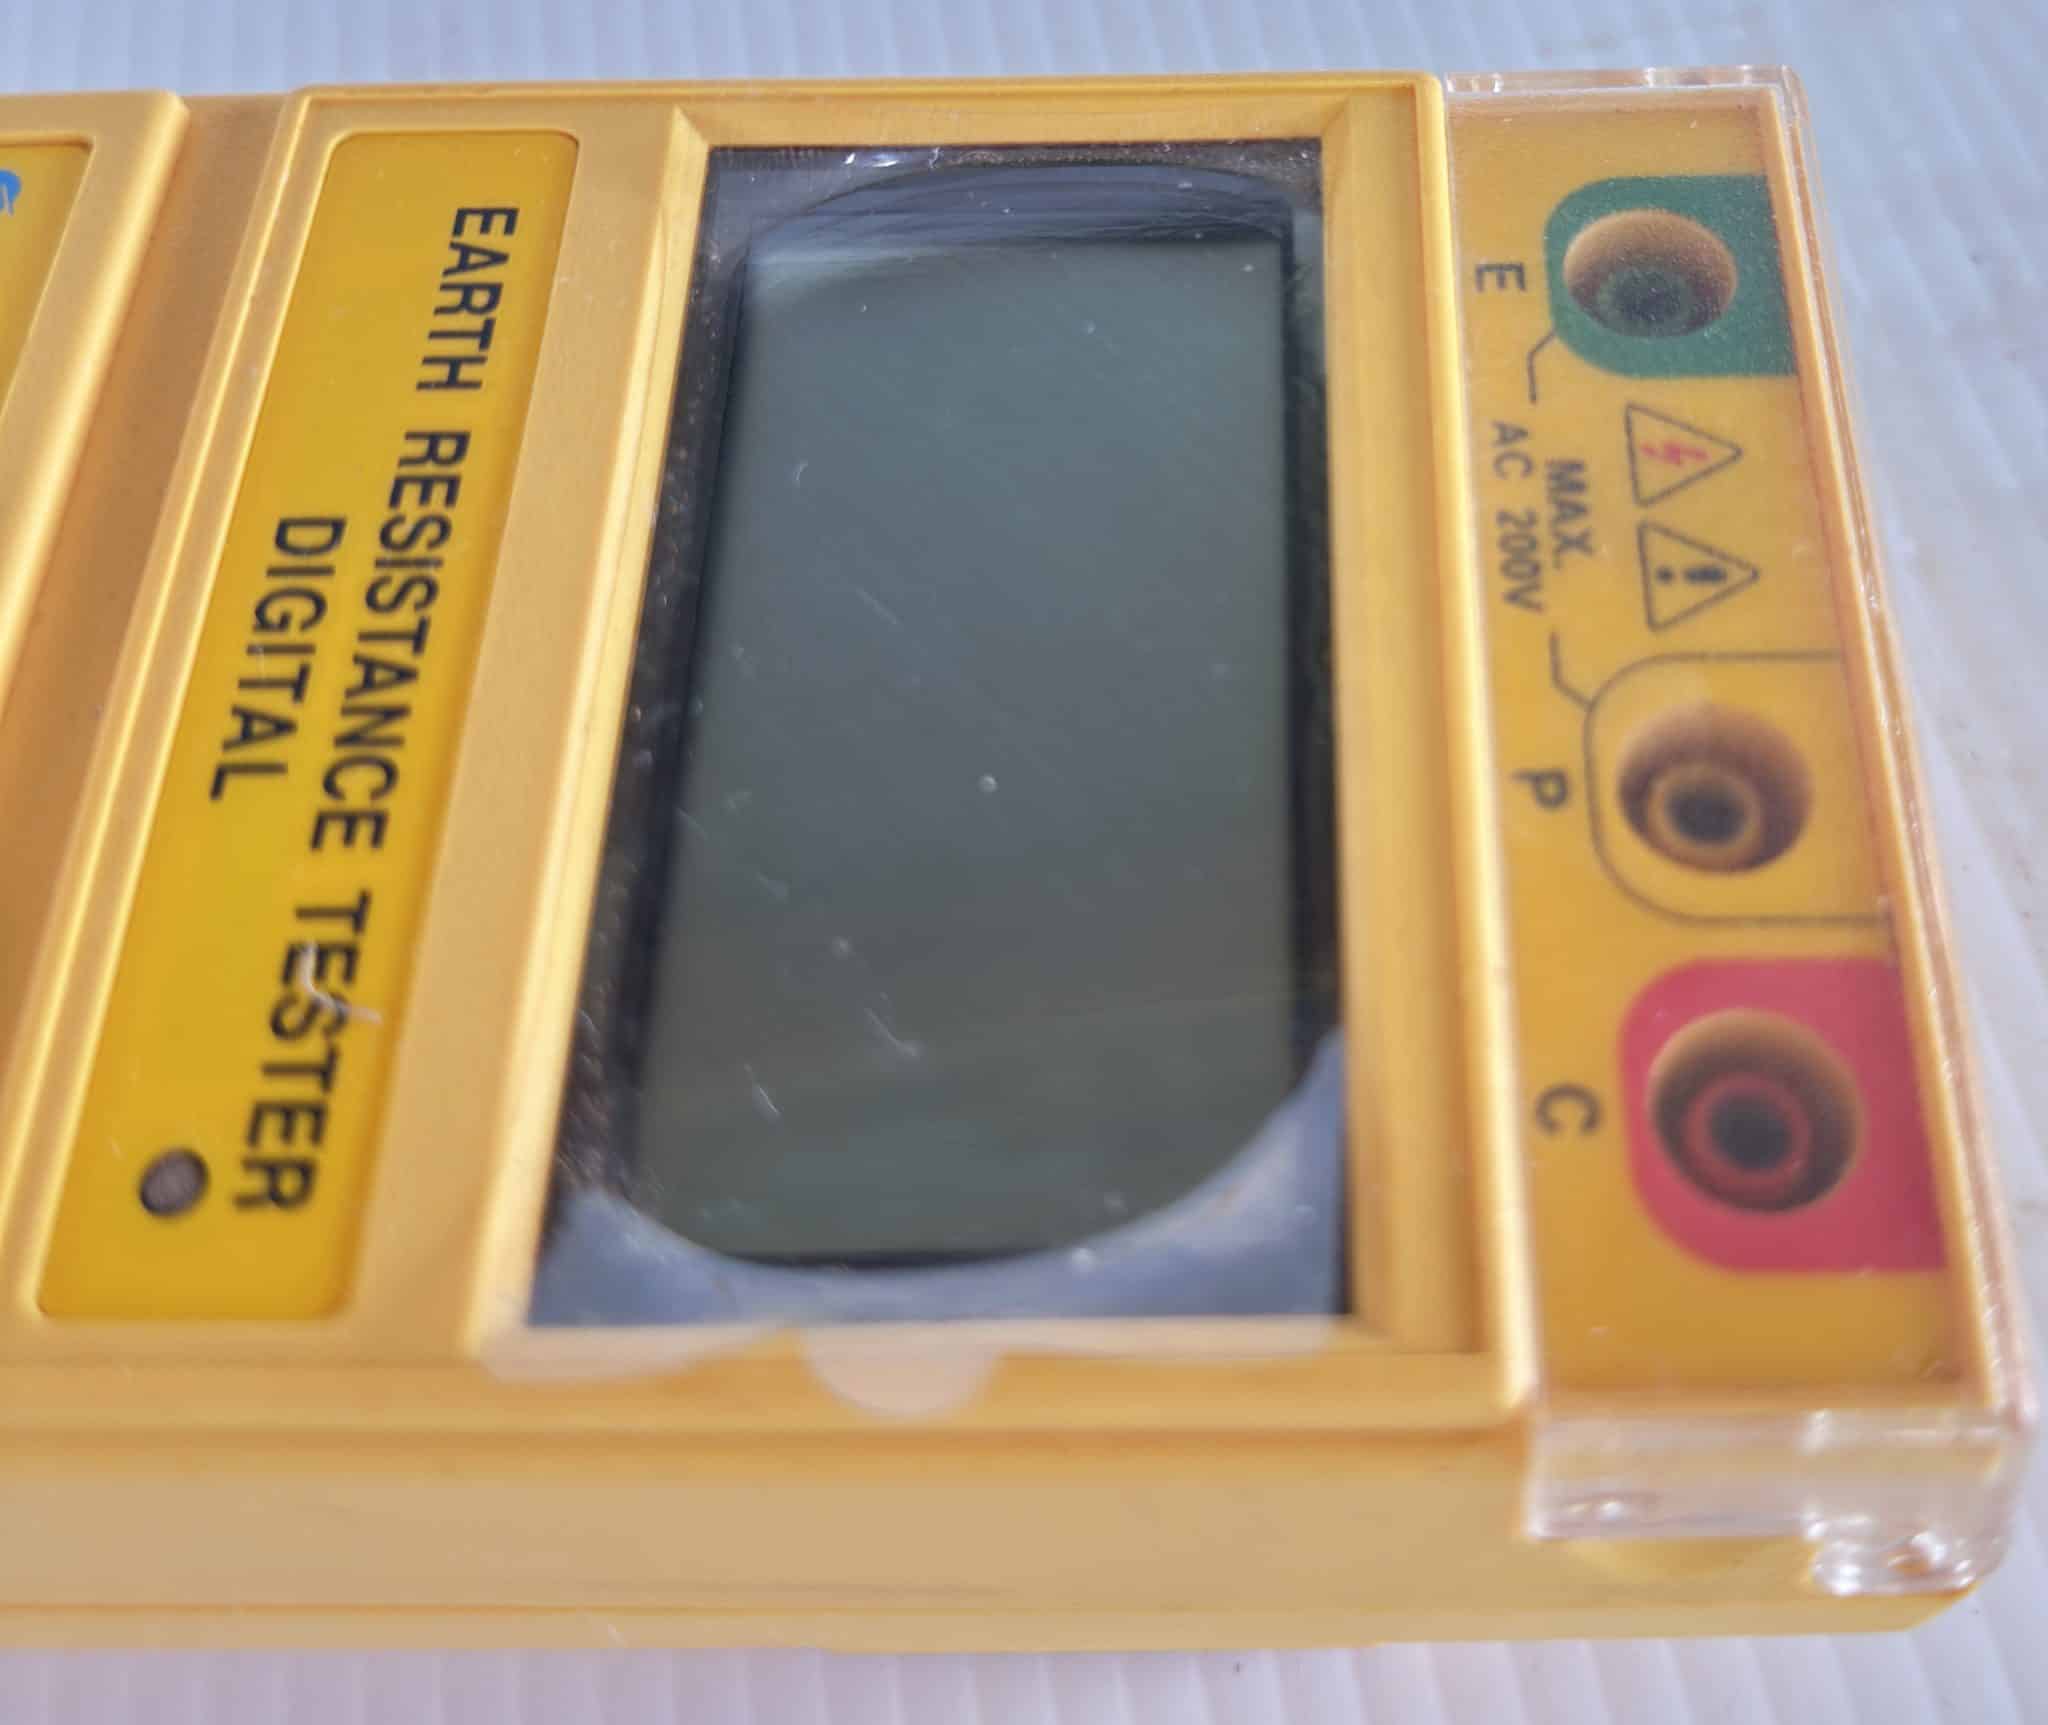 E
P
C
MAX.
AC 200V
EARTH RESISTANCE TESTER
DIGITAL